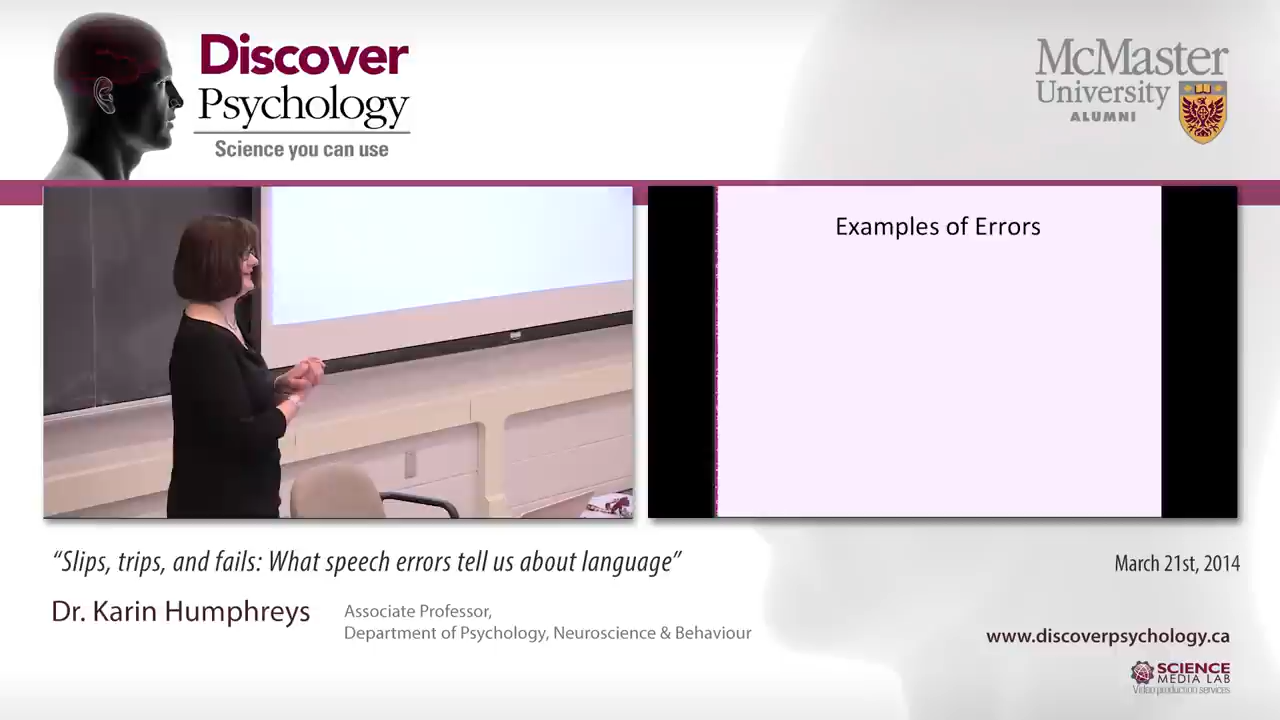 Discover
Psychology
Science you can use
McMaster
University
ALUMNI
Examples of Errors
“Slips, trips, and fails: What speech errors tell us about language”
March 21st, 2014
Dr. Karin Humphreys
Associate Professor,
Department of Psychology, Neuroscience & Behaviour
www.discoverpsychology.ca
SCIENCE
MEDIA LAB
Video production services